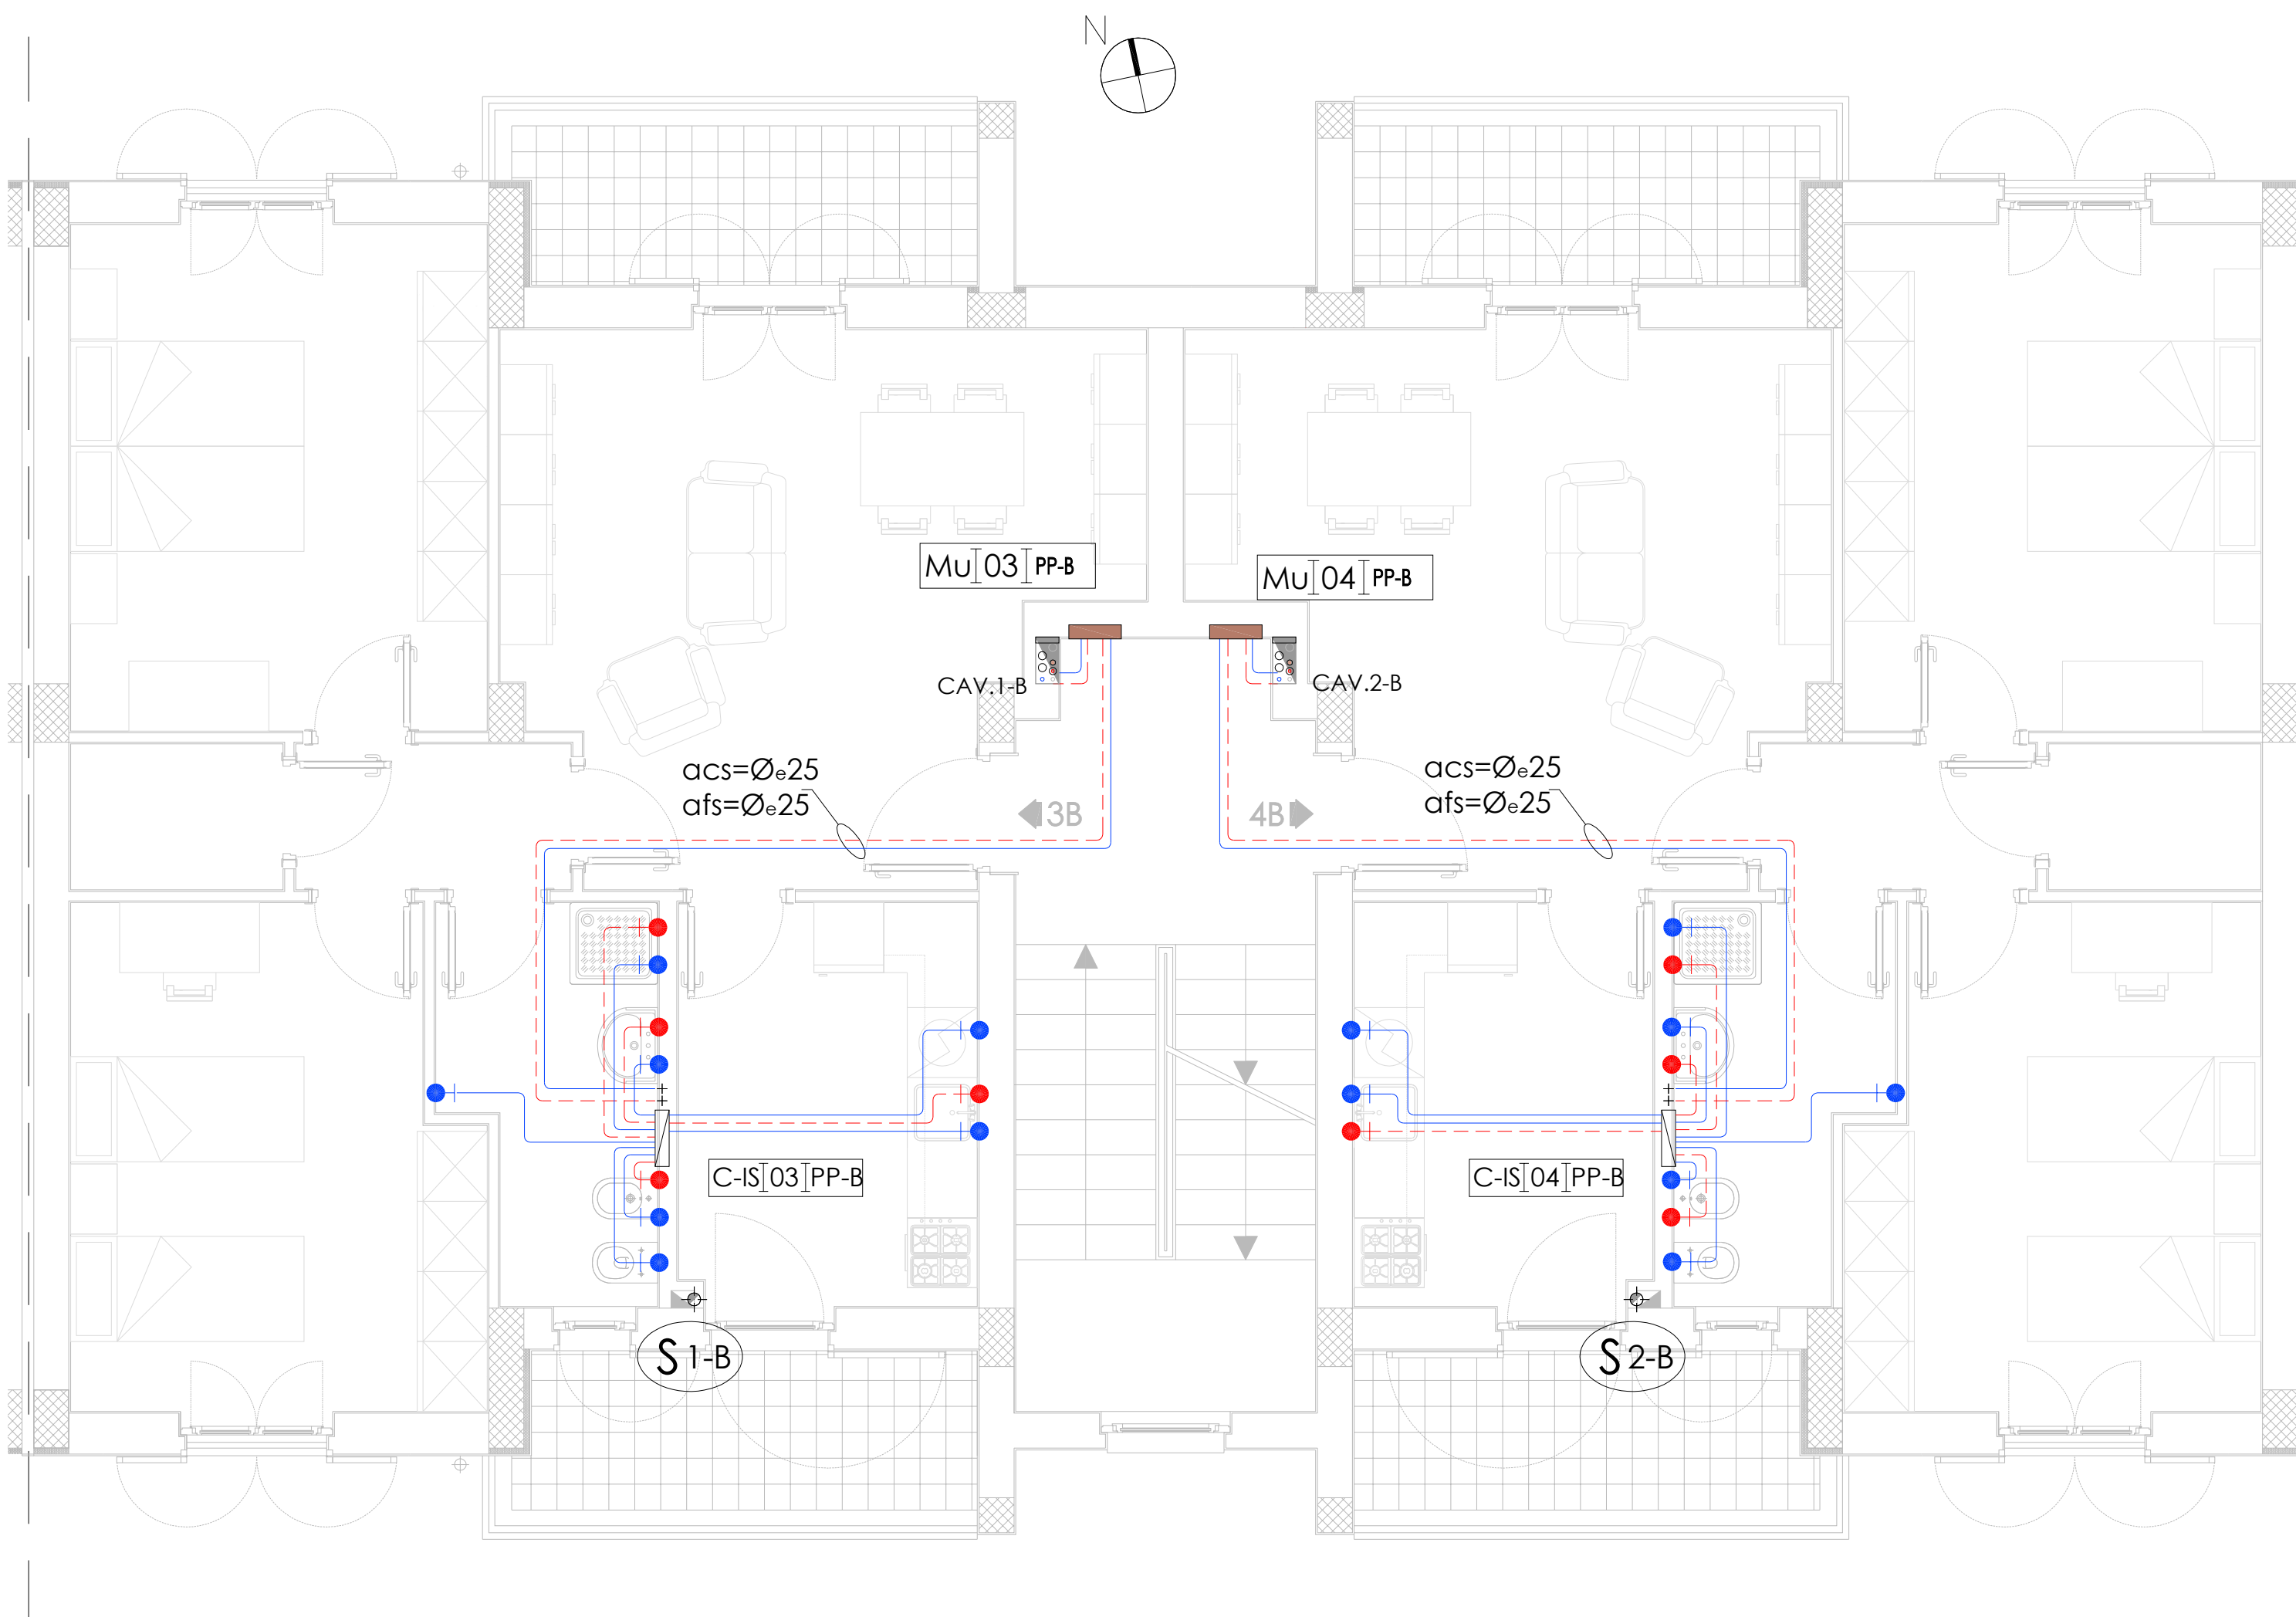 N
Mu 03 PP-B
Mu 04 PP-B
CAV.1-B
CAV.2-B
acs=Øe25
afs=Øe25
acs=Øe25
afs=Øe25
3B
4B
C-IS 03 PP-B
C-IS 04 PP-B
S 1-B
S 2-B